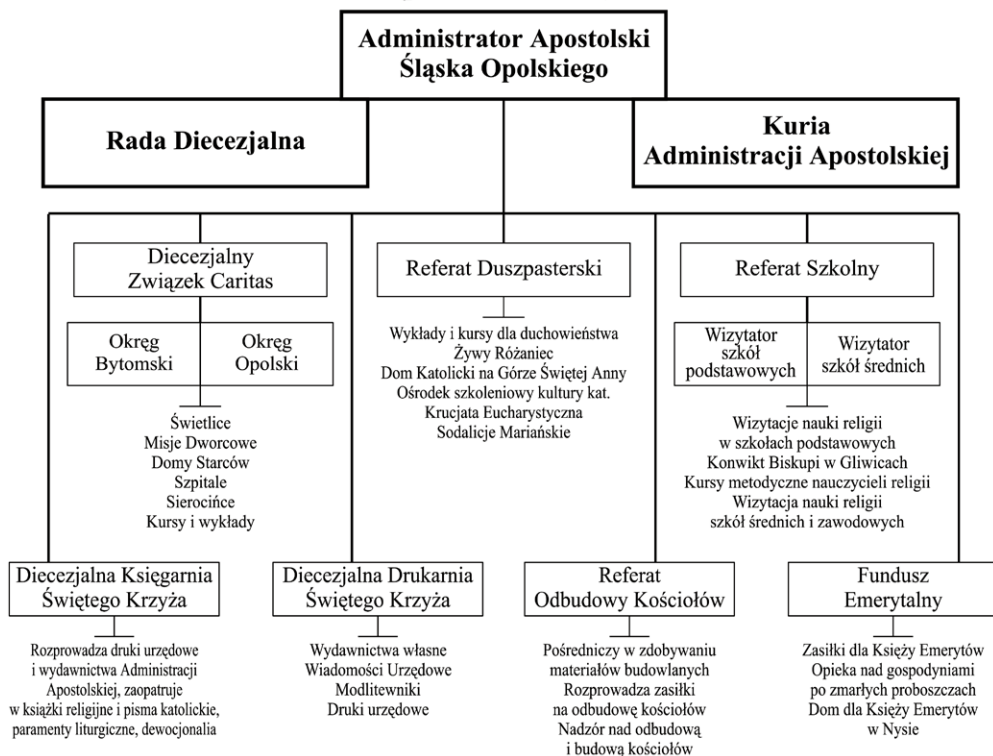 Administrator Apostolski
Śląska Opolskiego
Rada Diecezjalna
Kuria
Administracji Apostolskiej
Diecezjalny
Związek Caritas
Referat Duszpasterski
Referat Szkolny
Okręg
Bytomski
Okręg
Opolski
Wykłady i kursy dla duchowieństwa
Żywy Różaniec
Dom Katolicki na Górze Świętej Anny
Ośrodek szkoleniowy kultury kat.
Krucjata Eucharystyczna
Sodalicje Mariańskie
Wizytator
szkół
podstawowych
Wizytator
szkół średnich
Świetlice
Misje Dworcowe
Domy Starców
Szpitale
Sierocińce
Kursy i wykłady
Wizytacje nauki religii
w szkołach podstawowych
Konwikt Biskupi w Gliwicach
Kursy metodyczne nauczycieli religii
Wizytacja nauki religii
szkół średnich i zawodowych
Diecezjalna Księgarnia
Świętego Krzyża
Diecezjalna Drukarnia
Świętego Krzyża
Referat
Odbudowy Kościołów
Fundusz
Emerytalny
Rozprowadza druki urzędowe
i wydawnictwa Administracji
Apostolskiej, zaopatruje
w książki religijne i pisma katolickie,
paramenty liturgiczne, dewocjonalia
Wydawnictwa własne
Wiadomości Urzędowe
Modlitewniki
Druki urzędowe
Pośredniczy w zdobywaniu
materiałów budowlanych
Rozprowadza zasiłki
na odbudowę kościołów
Nadzór nad odbudową
i budową kościołów
Zasiłki dla Księży Emerytów
Opieka nad gospodyniami
po zmarłych proboszczach
Dom dla Księży Emerytów
w Nysie